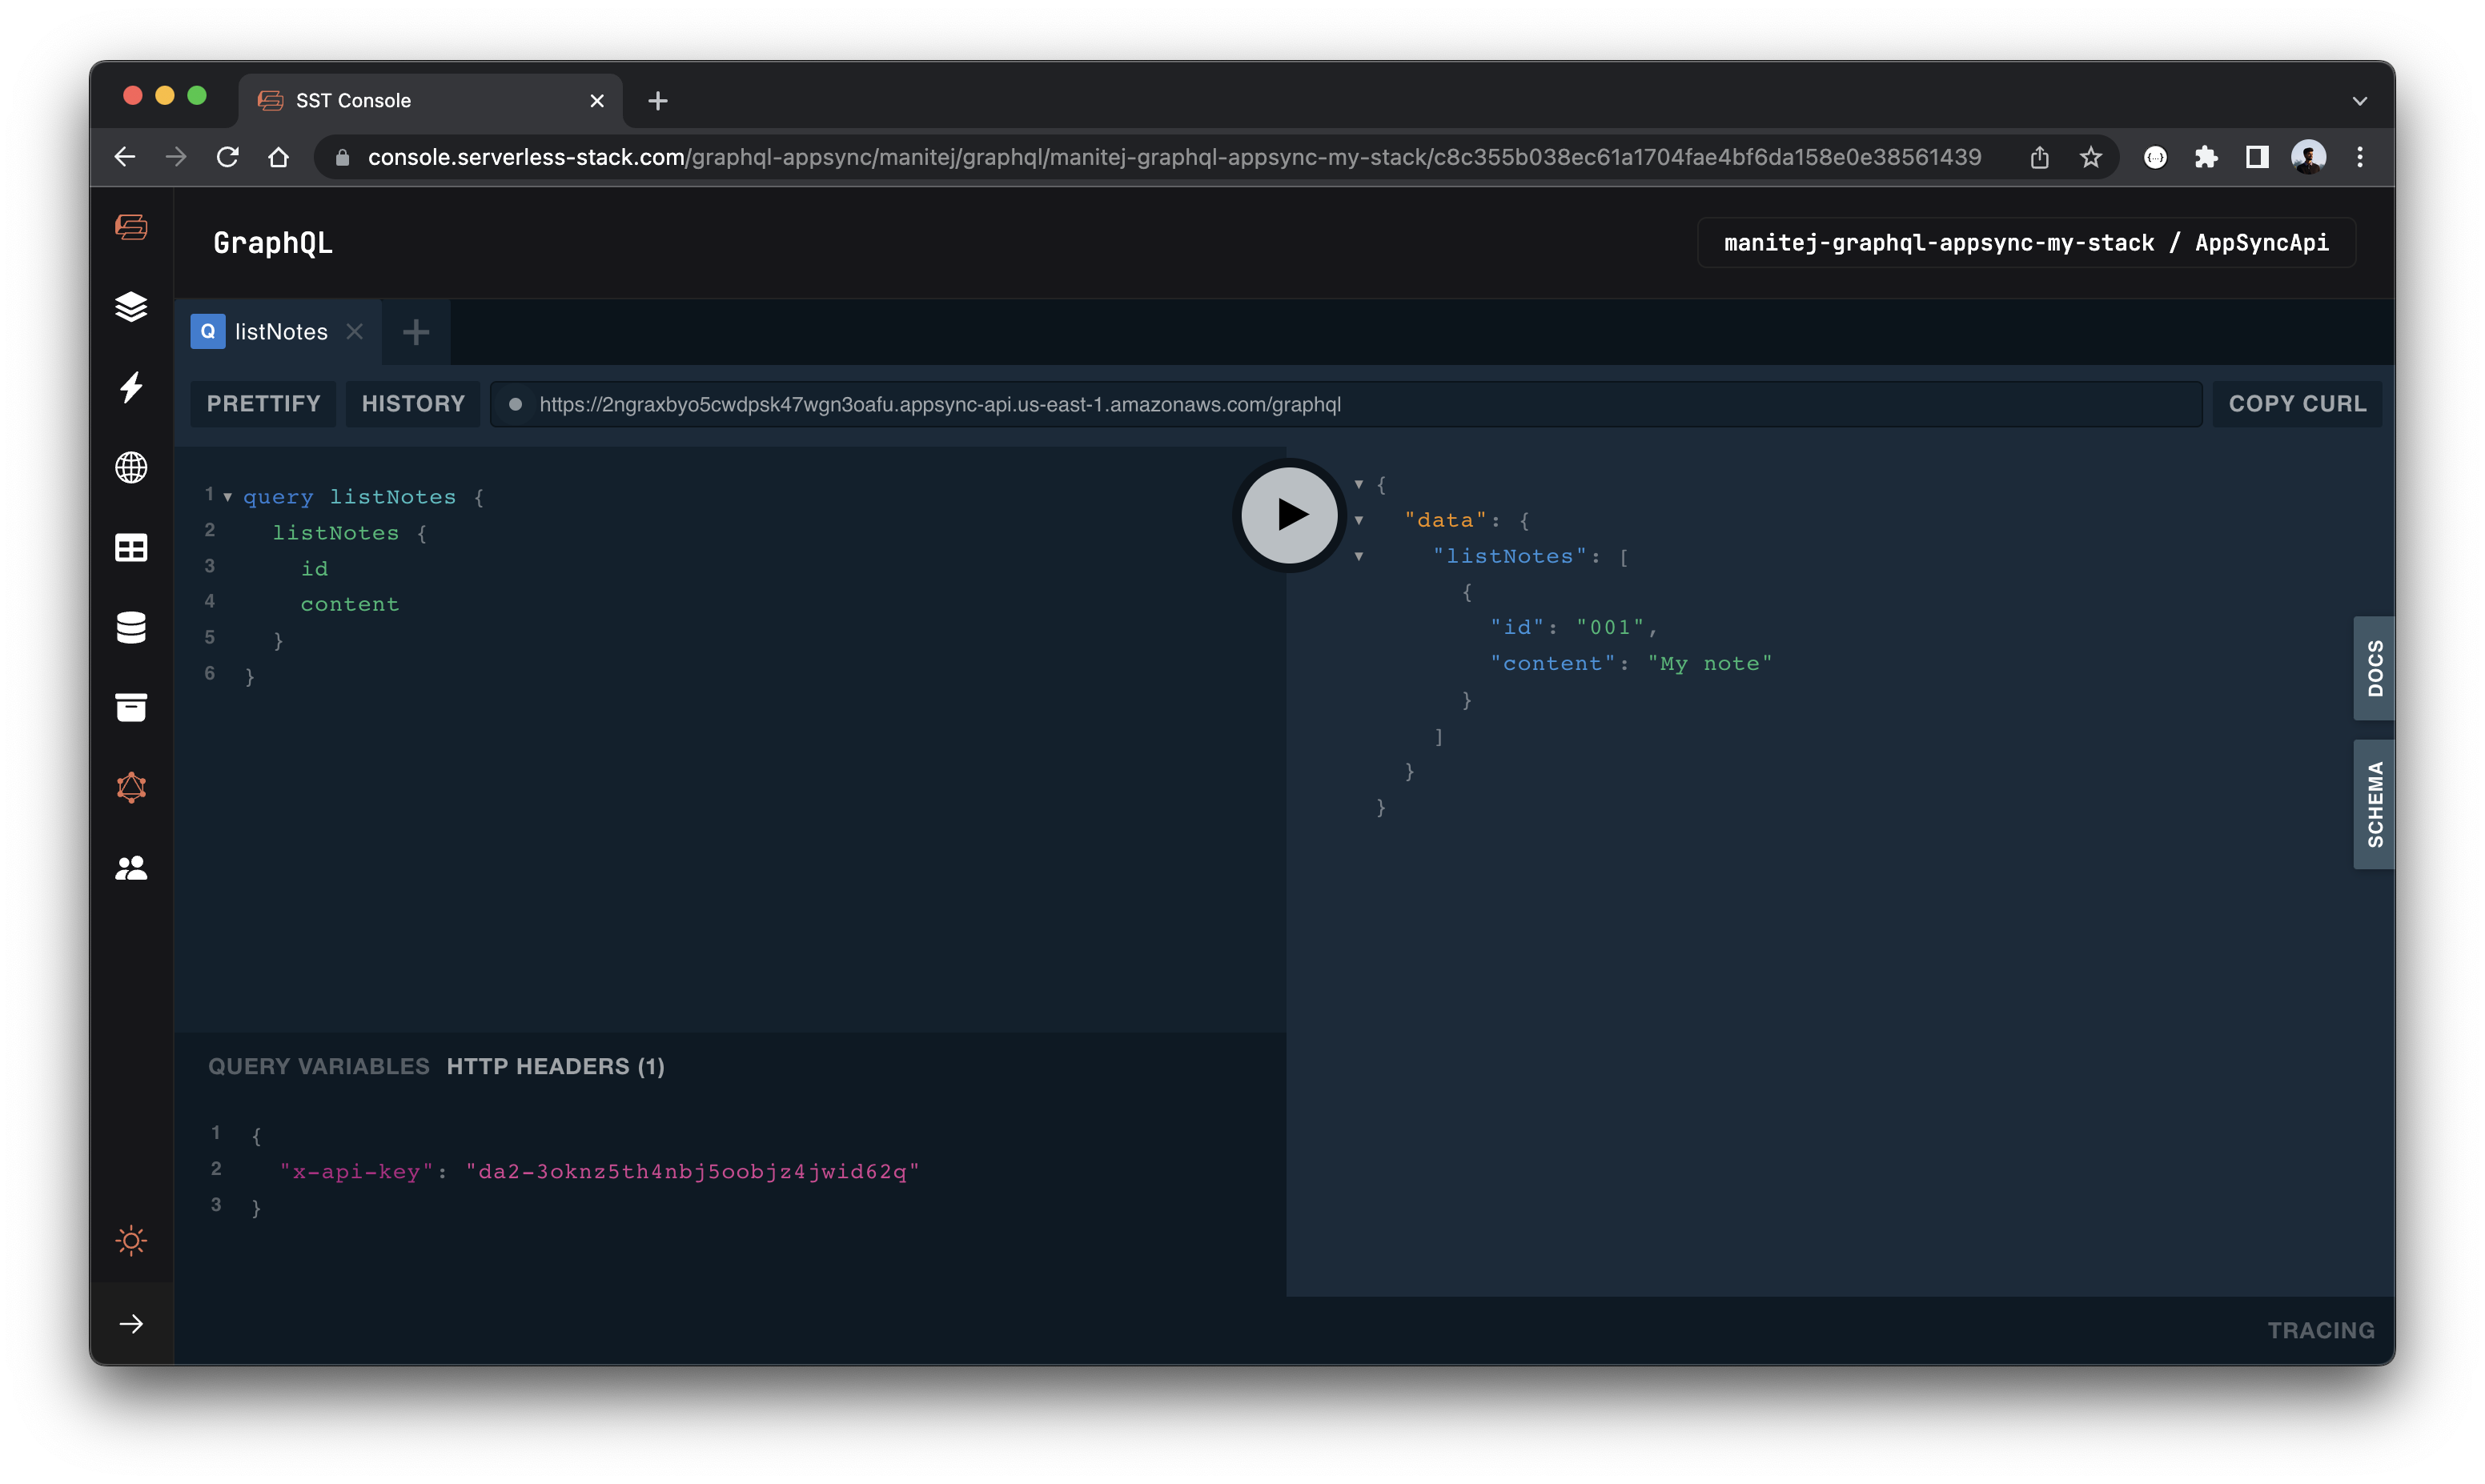 SST Console
console.serverless-stack.com/graphql-appsync/manitej/graphql/manitej-graphql-appsync-my-stack/c8c355b038ec61a1704fae4bf6da158e0e38561439
GraphQL
manitej-graphql-appsync-my-stack / AppSyncApi
Q listNotes
PRETTIFY HISTORY https://2ngraxbyo5cwdpsk47wgn3oafu.appsync-api.us-east-1.amazonaws.com/graphql COPY CURL
1 query listNotes {
2 listNotes {
3 id
4 content
5 }
6 }
{
"data": {
"listNotes": [
{
"id": "001",
"content": "My note"
}
]
}
}
DOCS
SCHEMA
QUERY VARIABLES HTTP HEADERS (1)
1 {
2 "x-api-key": "da2-3oknz5th4nbj5oobjz4jwid62q"
3 }
TRACING